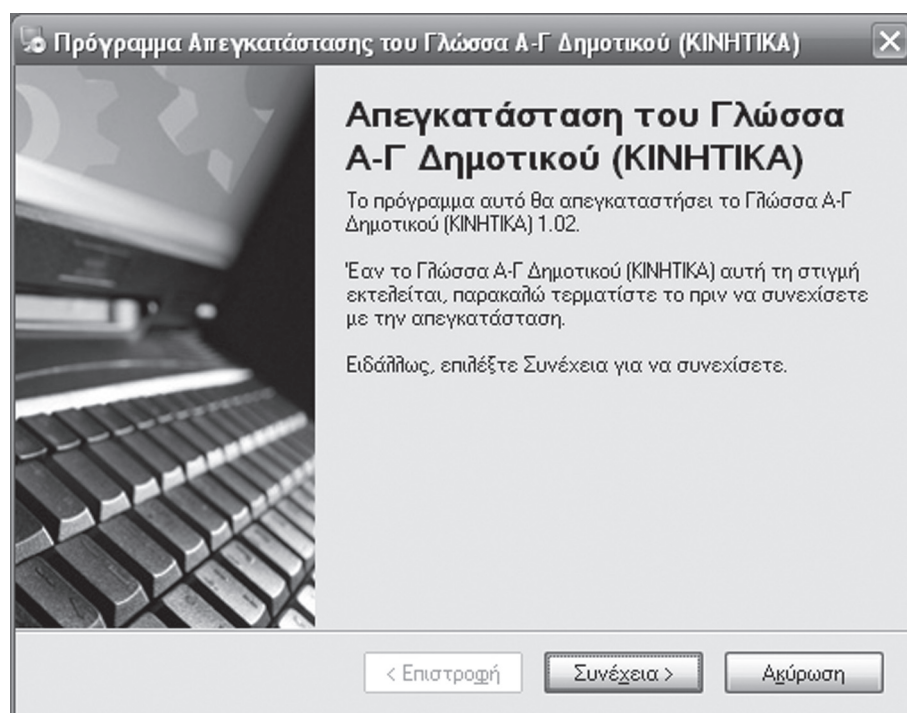 Πρόγραμμα Απεγκατάστασης του Γλώσσα Α-Γ Δημοτικού (ΚΙΝΗΤΙΚΑ)
Απεγκατάσταση του Γλώσσα
Α-Γ Δημοτικού (ΚΙΝΗΤΙΚΑ)
Το πρόγραμμα αυτό θα απεγκαταστήσει το Γλώσσα Α-Γ
Δημοτικού (ΚΙΝΗΤΙΚΑ) 1.02.
Έαν το Γλώσσα Α-Γ Δημοτικού (ΚΙΝΗΤΙΚΑ) αυτή τη στιγμή
εκτελείται, παρακαλώ τερματίστε το πριν να συνεχίσετε
με την απεγκατάσταση.
Ειδάλλως, επιλέξτε Συνέχεια για να συνεχίσετε.
< Επιστροφή Συνέχεια > Ακύρωση